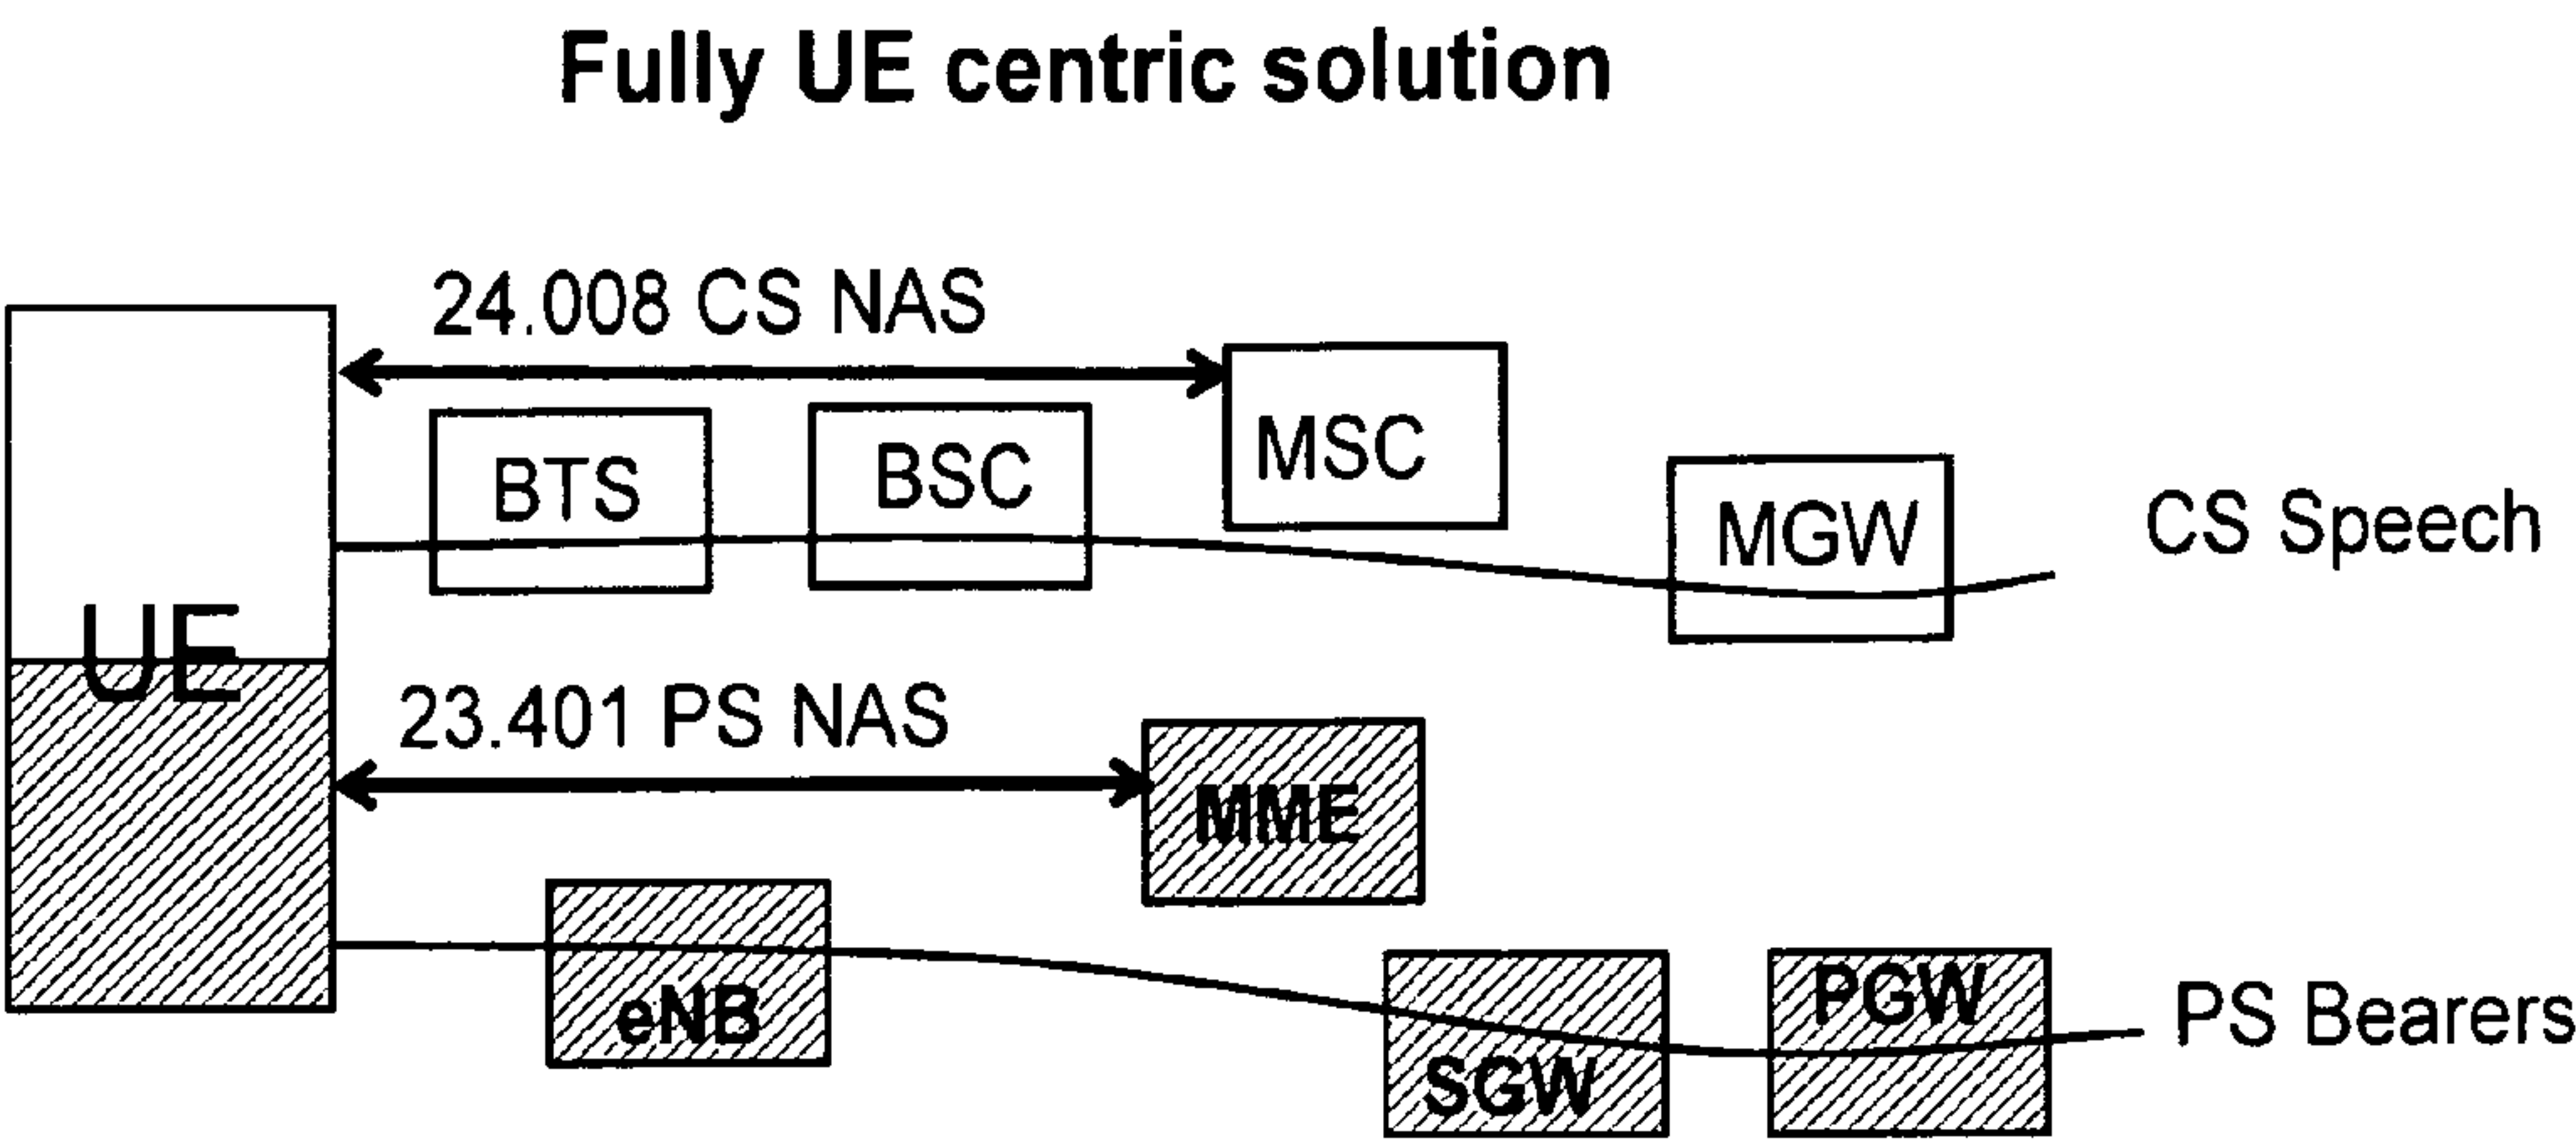 Fully UE centric solution
24.008 CS NAS
MSC
BTS
BSC
MGW
CS Speech
UE
23.401 PS NAS
MME
eNB
PGW
PS Bearers
SGW